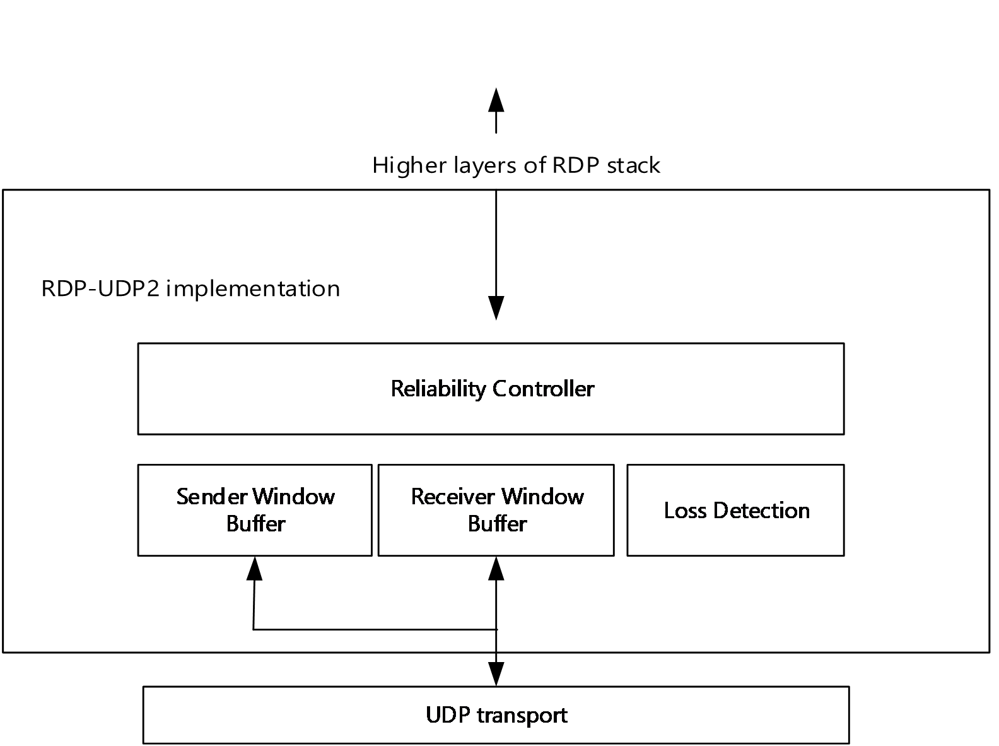 Higher layers of RDP stack
RDP-UDP2 implementation
Reliability Controller
Sender Window
Buffer
Receiver Window
Buffer
Loss Detection
UDP transport